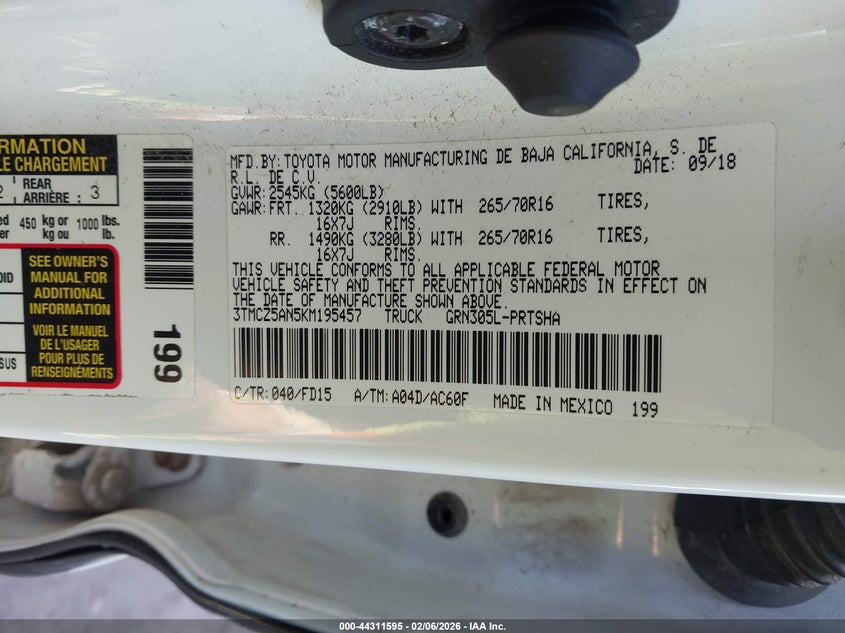 RMATION
LE CHARGEMENT
2 REAR ARRIÈRE : 3
450 kg or 1000 lbs.
kg ou lb.
SEE OWNER'S
MANUAL FOR
ADDITIONAL
INFORMATION
VOIR LE MANUEL
DE L'USAGER
POUR PLUS DE
RENSEIGNEMENTS
199
MFD.BY:TOYOTA MOTOR MANUFACTURING DE BAJA CALIFORNIA, S. DE
R.L. DE C.V. DATE: 09/18
GVWR:2545KG (5600LB)
GAWR:FRT. 1320KG (2910LB) WITH 265/70R16 TIRES,
16X7J RIMS.
RR. 1490KG (3280LB) WITH 265/70R16 TIRES,
16X7J RIMS.
THIS VEHICLE CONFORMS TO ALL APPLICABLE FEDERAL MOTOR
VEHICLE SAFETY AND THEFT PREVENTION STANDARDS IN EFFECT ON
THE DATE OF MANUFACTURE SHOWN ABOVE.
3TMCZ5AN5KM195457 TRUCK GRN305L-PRTSHA
C/TR:040/FD15 A/TM:A04D/AC60F MADE IN MEXICO 199
000-44311595 - 02/06/2026 - IAA Inc.